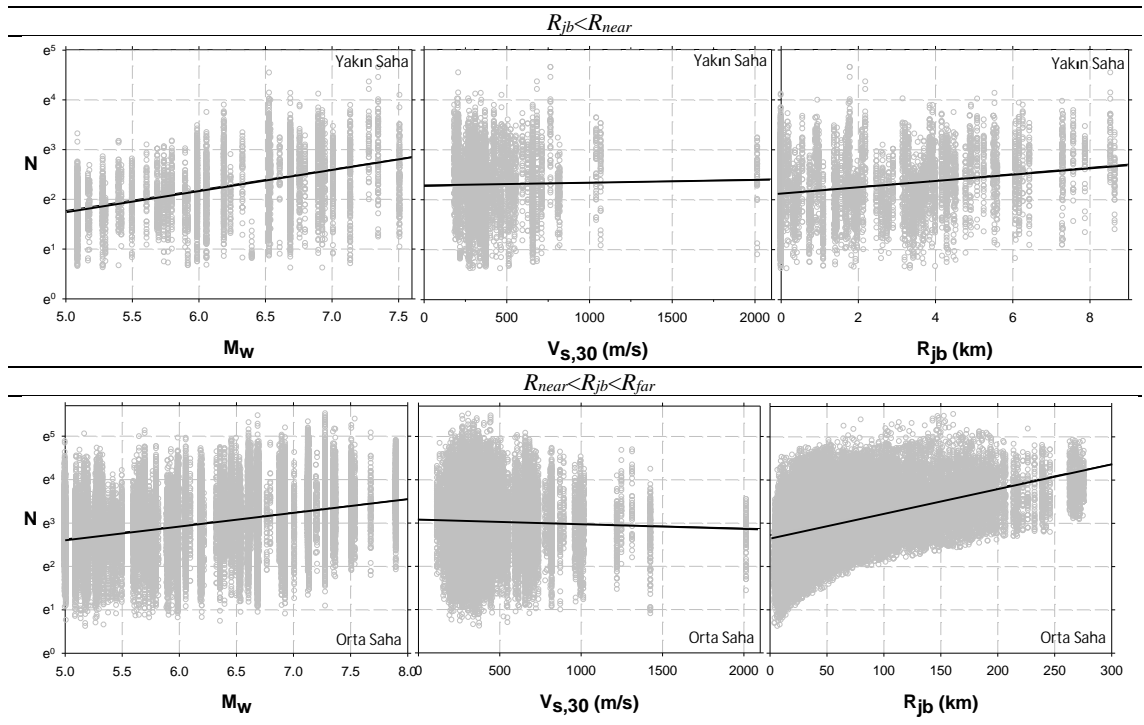 Rjb<Rnear
e5
e4
e3
e2
e1
e0
N
Yakın Saha
Yakın Saha
Yakın Saha
5.0 5.5 6.0 6.5 7.0 7.5
0 500 1000 1500 2000
0 2 4 6 8
Mw
Vs,30 (m/s)
Rjb (km)
Rnear<Rjb<Rfar
e5
e4
e3
e2
e1
e0
N
Orta Saha
Orta Saha
Orta Saha
5.0 5.5 6.0 6.5 7.0 7.5 8.0
0 500 1000 1500 2000
0 50 100 150 200 250 300
Mw
Vs,30 (m/s)
Rjb (km)